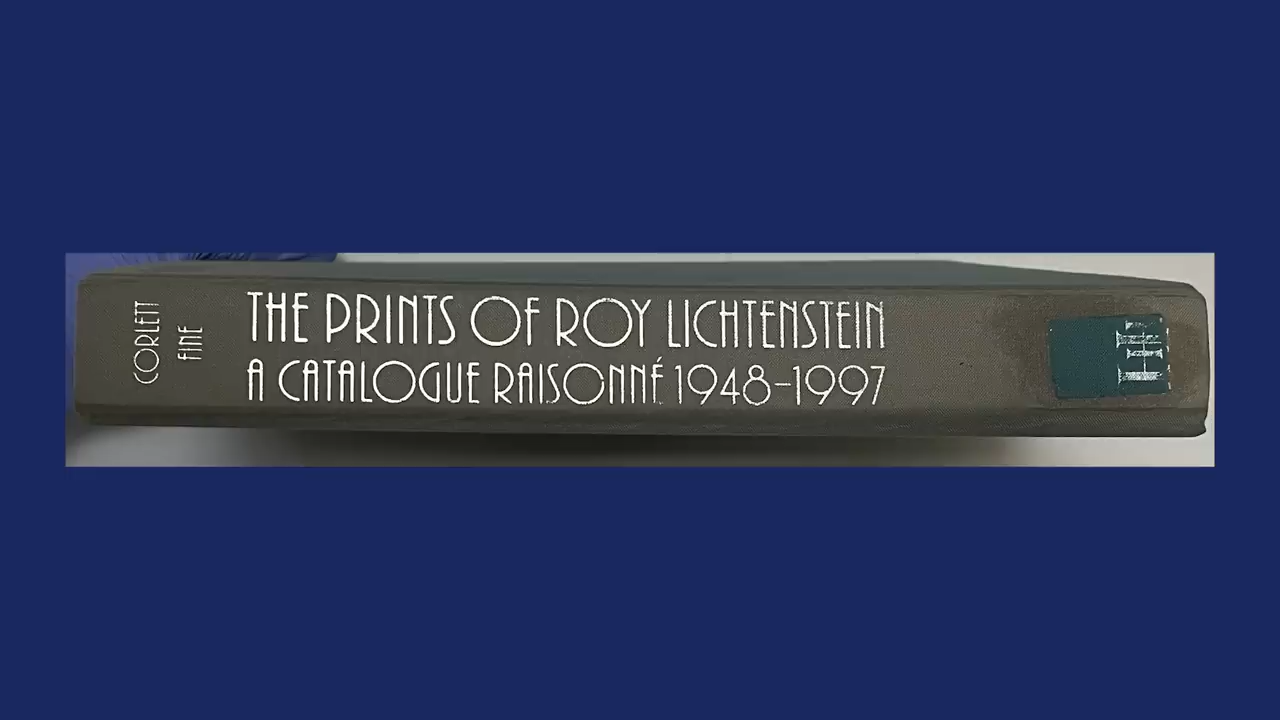 CORLETT
FINE
THE PRINTS OF ROY LICHTENSTEIN
A CATALOGUE RAISONNÉ 1948–1997